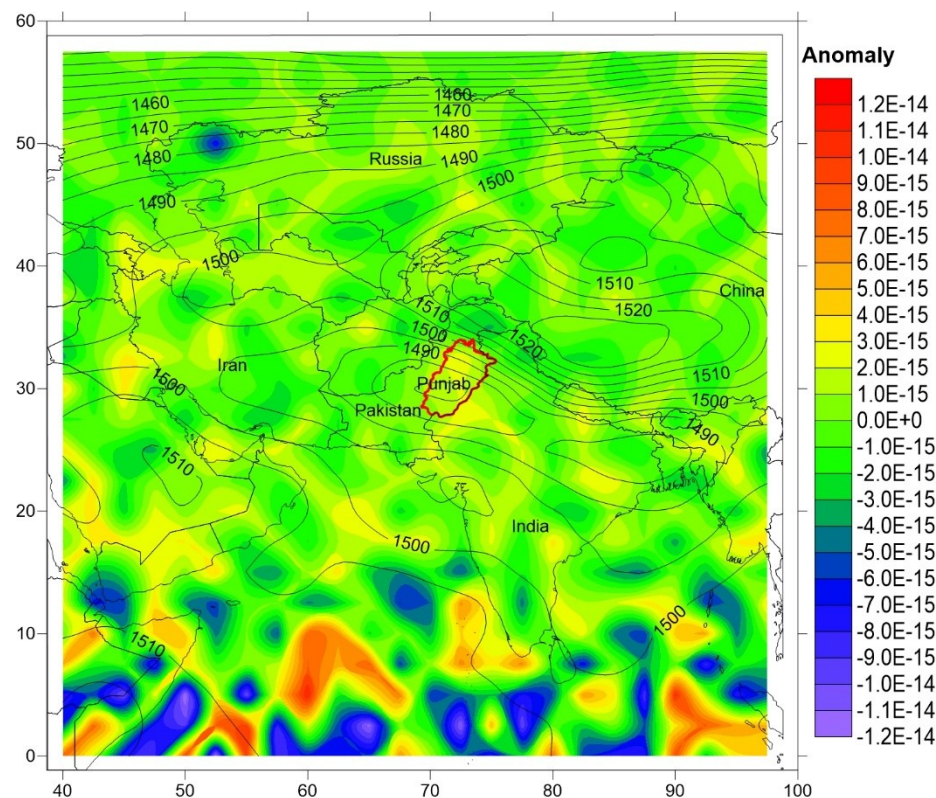 60
Anomaly
1460
1460
1.2E-14
1470
1470
1.1E-14
1470
1480
1.0E-14
50
1480
Russia
1490
9.0E-15
1500
8.0E-15
1490
7.0E-15
6.0E-15
40
1500
1510
5.0E-15
1510
China
4.0E-15
1500
1520
1520
3.0E-15
Iran
1490
2.0E-15
30
1500
Punjab
1510
1.0E-15
Pakistan
1500
0.0E+0
1490
-1.0E-15
1510
-2.0E-15
20
India
-3.0E-15
1500
-4.0E-15
-5.0E-15
-6.0E-15
10
1510
1500
-7.0E-15
-8.0E-15
-9.0E-15
-1.0E-14
-1.1E-14
0
-1.2E-14
40
50
60
70
80
90
100